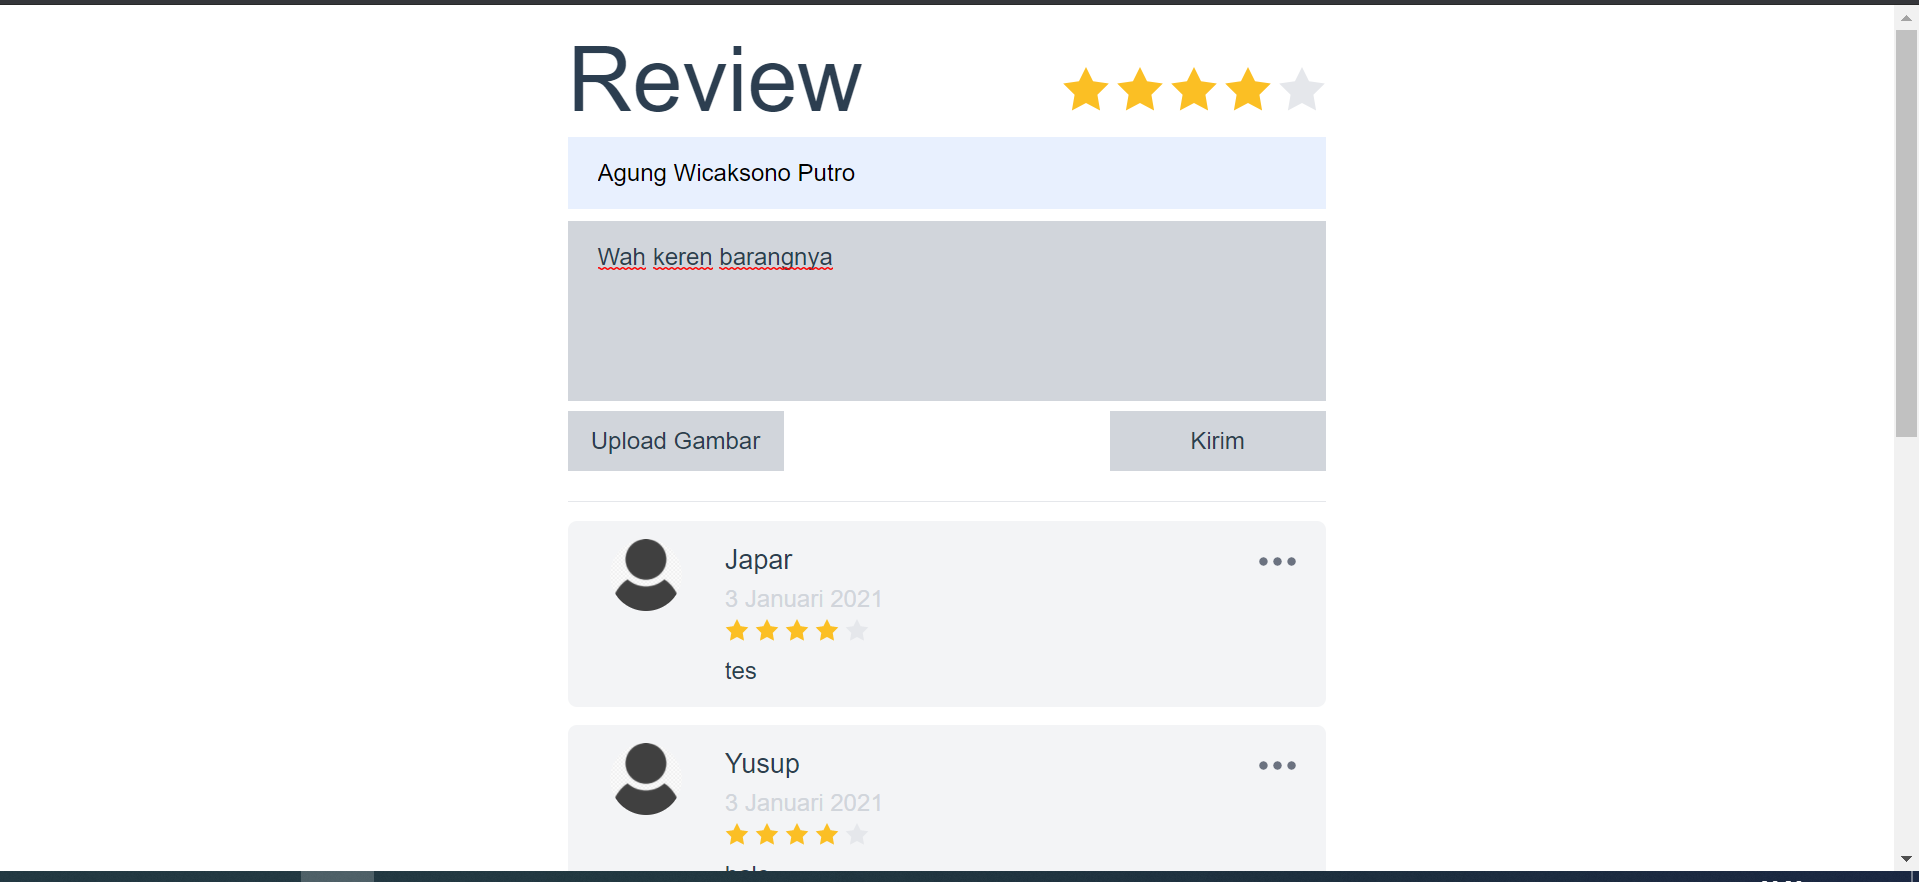 Review
Agung Wicaksono Putro
Wah keren barangnya
Upload Gambar
Kirim
Japar
3 Januari 2021
tes
Yusup
3 Januari 2021